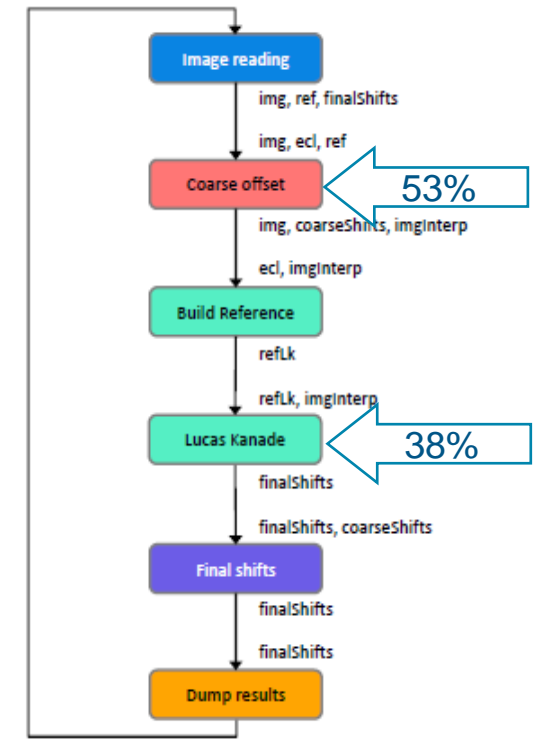 Image reading
img, ref, finalShifts
img, ecl, ref
Coarse offset
53%
img, coarseShifts, imgInterp
ecl, imgInterp
Build Reference
refLk
refLk, imgInterp
Lucas Kanade
38%
finalShifts
finalShifts, coarseShifts
Final shifts
finalShifts
finalShifts
Dump results